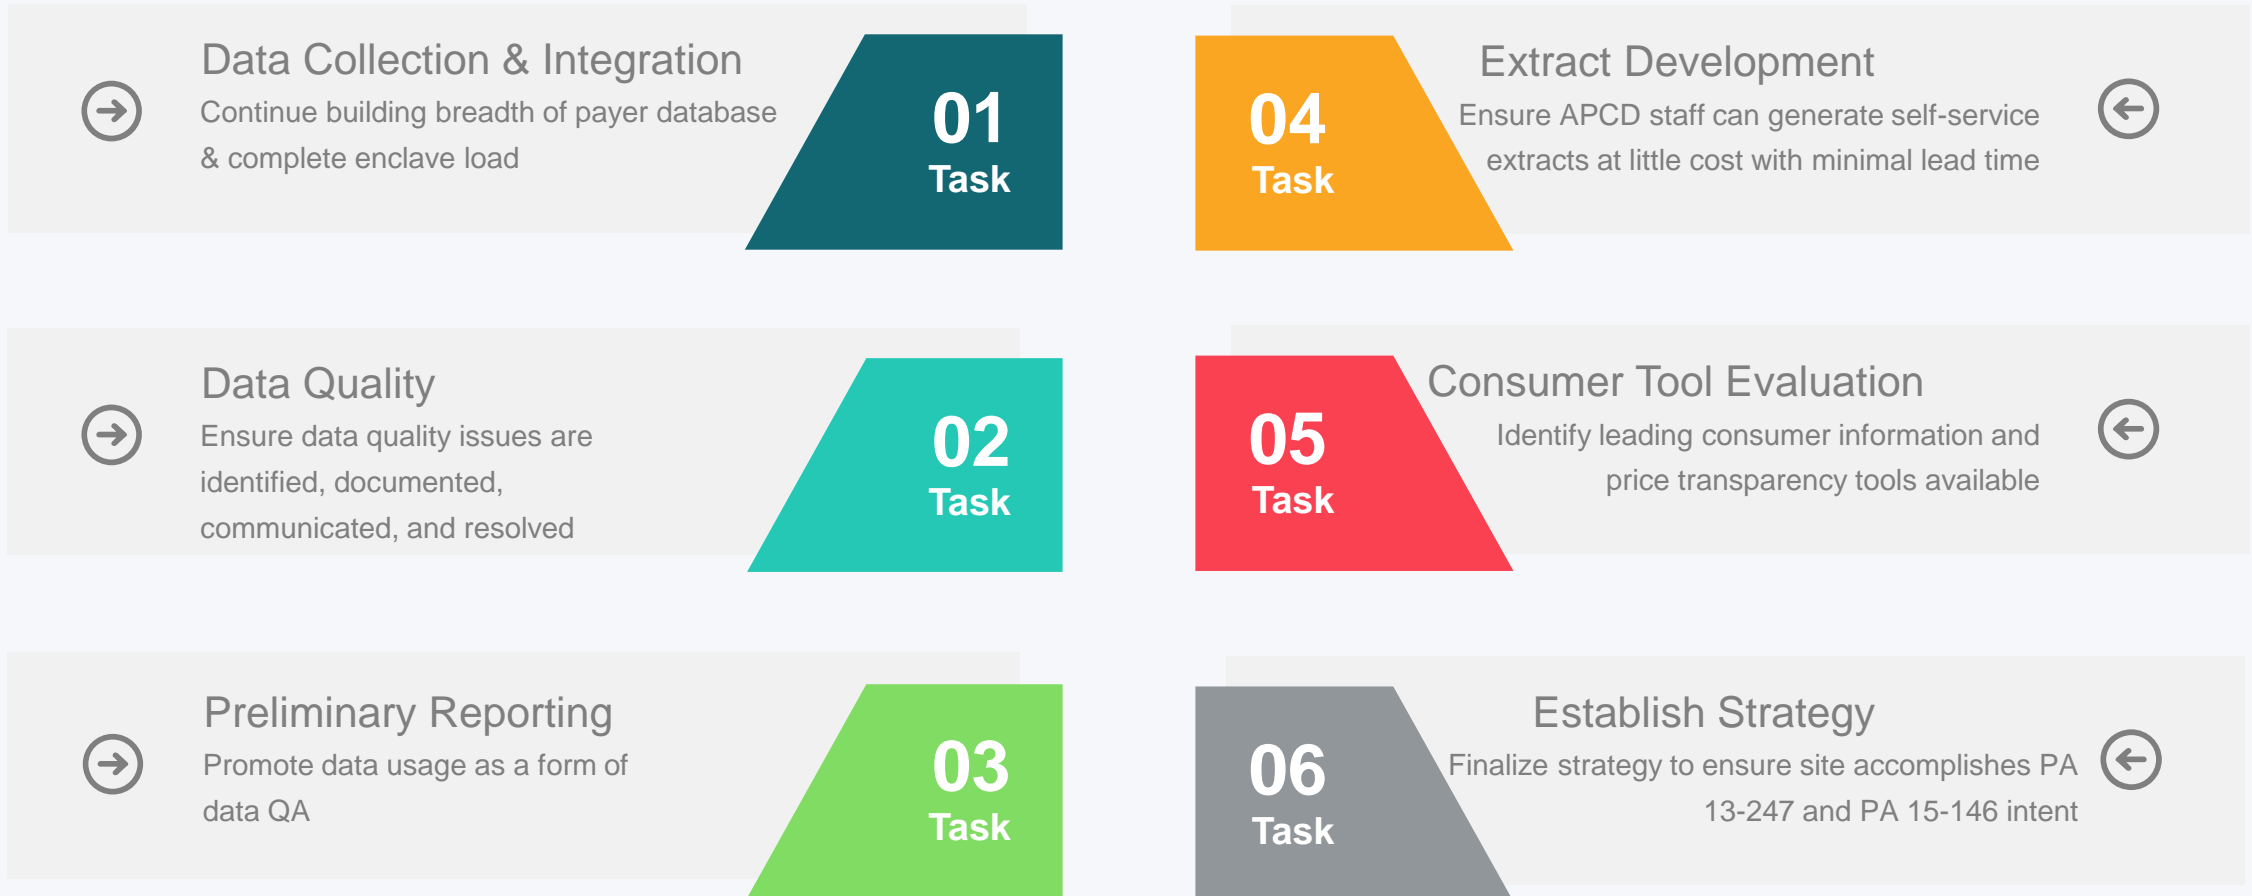 Data Collection & Integration
Continue building breadth of payer database
& complete enclave load
01
Task
Data Quality
Ensure data quality issues are
identified, documented,
communicated, and resolved
02
Task
Preliminary Reporting
Promote data usage as a form of
data QA
03
Task
04
Task
Extract Development
Ensure APCD staff can generate self-service
extracts at little cost with minimal lead time
05
Task
Consumer Tool Evaluation
Identify leading consumer information and
price transparency tools available
06
Task
Establish Strategy
Finalize strategy to ensure site accomplishes PA
13-247 and PA 15-146 intent